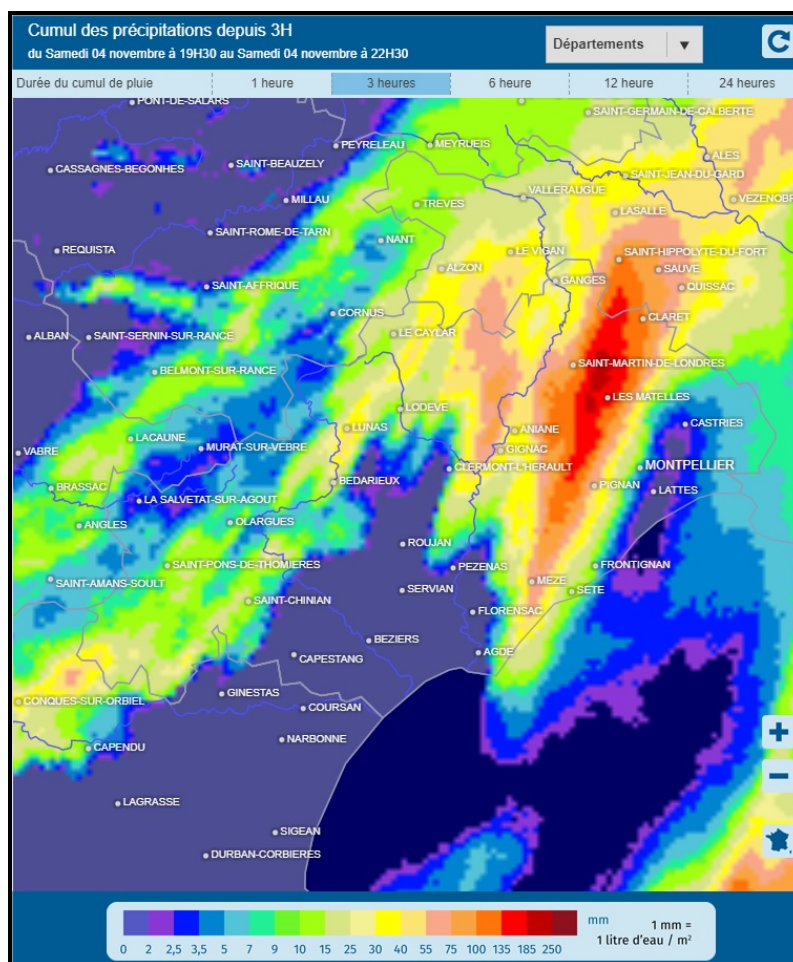 Cumul des précipitations depuis 3H
du Samedi 04 novembre à 19H30 au Samedi 04 novembre à 22H30
Départements
Durée du cumul de pluie 1 heure 3 heures 6 heure 12 heure 24 heures
PONT-DE-SALARS
SAINT-GERMAIN-DE-CALBERTE
PEYRELEAU MEYRUEIS
CASSAGNES-BEGONHES SAINT-BEAUZELY ALES
SAINT-JEAN-DU-GARD
MILLAU TREVES VALLERAUGUE VEZENOBR
LASALLE
SAINT-ROME-DE-TARN
REQUISTA NANT LE VIGAN SAINT-HIPPOLYTE-DU-FORT
ALZON SAUVE
SAINT-AFFRIQUE GANGES QUISSAC
CORNUS CLARET
ALBAN SAINT-SERNIN-SUR-RANCE LE CAYLAR
BELMONT-SUR-RANCE SAINT-MARTIN-DE-LONDRES
LES MATELLES
LODEVE
LUNAS ANIANE CASTRIES
LACAUNE
VABRE MURAT-SUR-VEBRE GIGNAC
CLERMONT-L'HERAULT MONTPELLIER
BRASSAC BEDARIEUX PIGNAN LATTES
LA SALVETAT-SUR-AGOUT
ANGLES OLARGUES
ROUJAN
SAINT-PONS-DE-THOMIERES PEZENAS FRONTIGNAN
SAINT-AMANS-SOULT SERVIAN MEZE SETE
SAINT-CHINIAN FLORENSAC
BEZIERS
CAPESTANG AGDE
CONQUES-SUR-ORBIEL GINESTAS
COURSAN
CAPENDU NARBONNE
LAGRASSE
SIGEAN
DURBAN-CORBIERES
mm 1 mm =
0 2 2,5 3,5 5 7 9 10 15 25 30 40 55 75 100 135 185 250 1 litre d'eau / m²